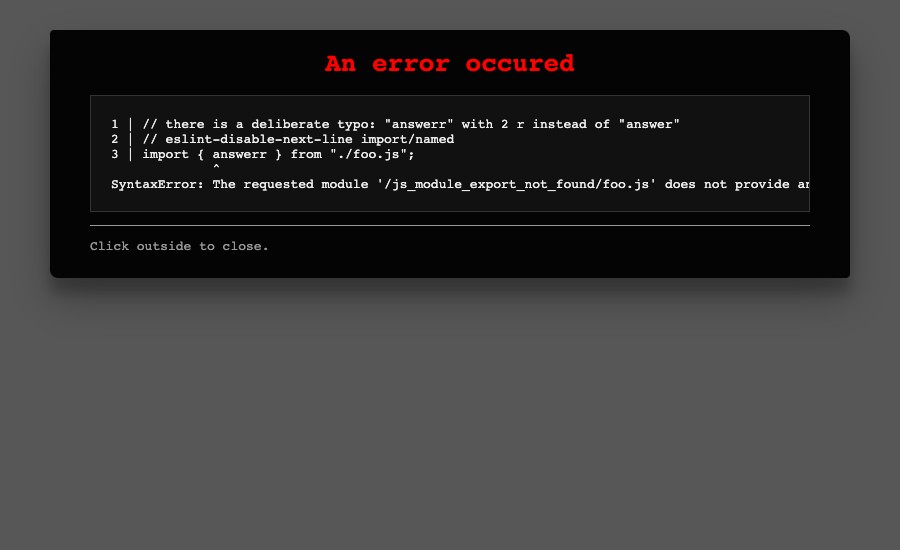 An error occured
1 | // there is a deliberate typo: "answerr" with 2 r instead of "answer"
2 | // eslint-disable-next-line import/named
3 | import { answerr } from "./foo.js";
^
SyntaxError: The requested module '/js_module_export_not_found/foo.js' does not provide
Click outside to close.